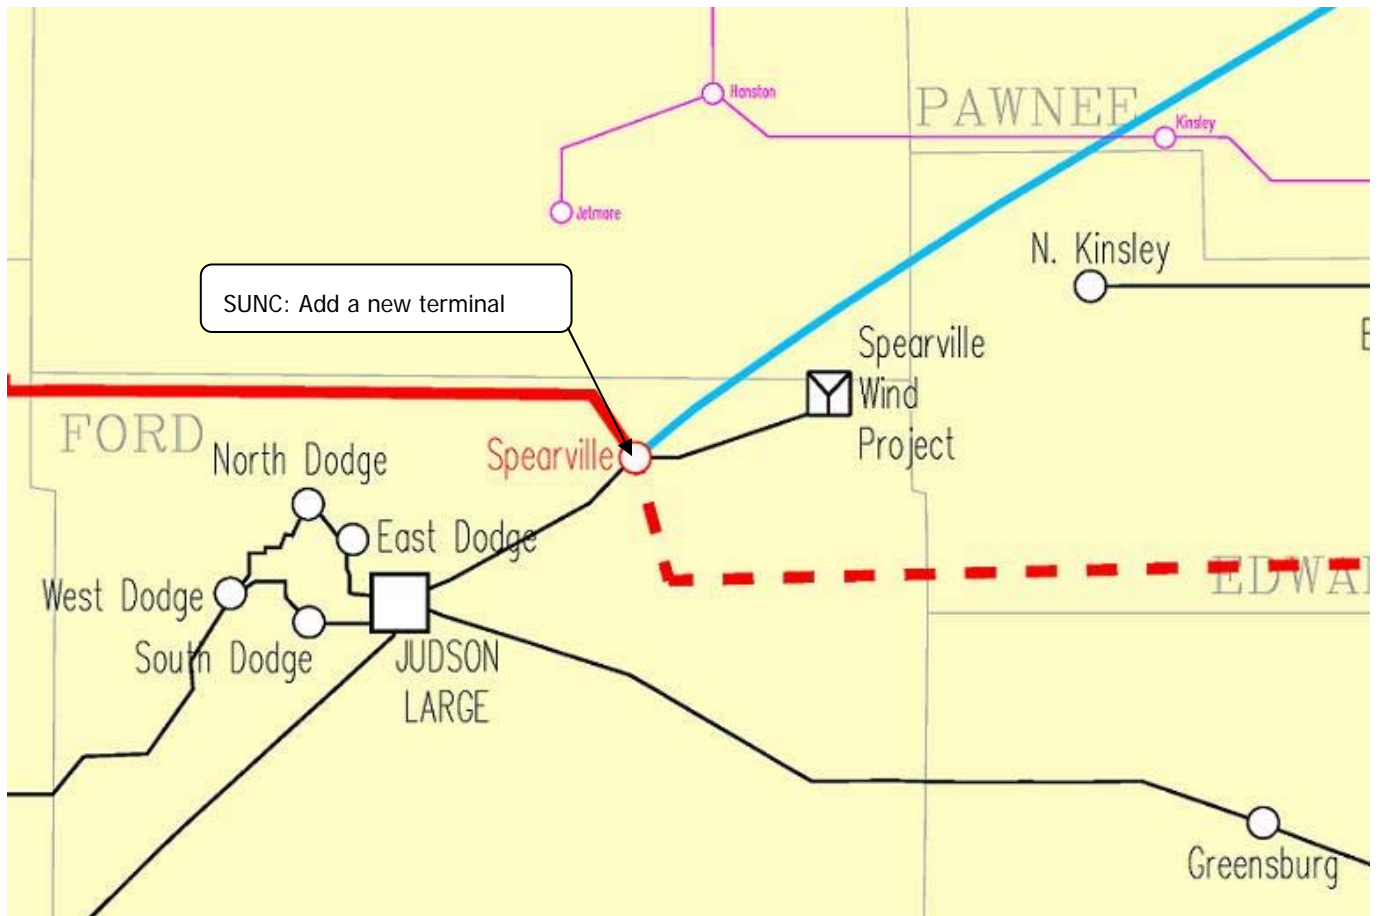 Hanston
PAWNEE
Kinsley
Jetmore
N. Kinsley
SUNC: Add a new terminal
Spearville
Wind
Project
FORD
North Dodge
Spearville
East Dodge
EDWA
West Dodge
South Dodge
JUDSON
LARGE
Greensburg